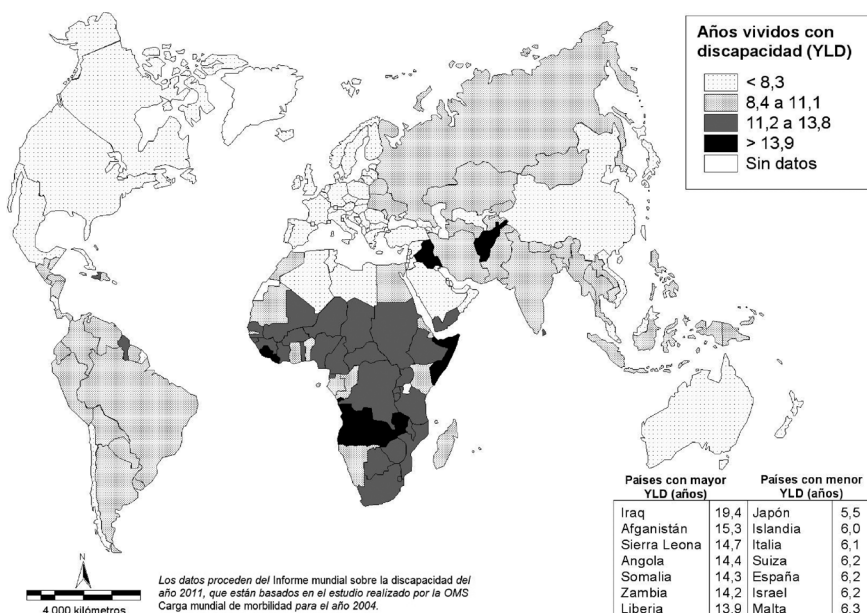 Años vividos con
discapacidad (YLD)
< 8,3
8,4 a 11,1
11,2 a 13,8
> 13,9
Sin datos
Países con mayor
YLD (años)
Países con menor
YLD (años)
Iraq 19,4 Japón 5,5
Afganistán 15,3 Islandia 6,0
Sierra Leona 14,7 Italia 6,1
Angola 14,4 Suiza 6,2
Somalia 14,3 España 6,2
Zambia 14,2 Israel 6,2
Liberia 13,9 Malta 6,3
N
4.000 kilómetros
Los datos proceden del Informe mundial sobre la discapacidad del
año 2011, que están basados en el estudio realizado por la OMS
Carga mundial de morbilidad para el año 2004.